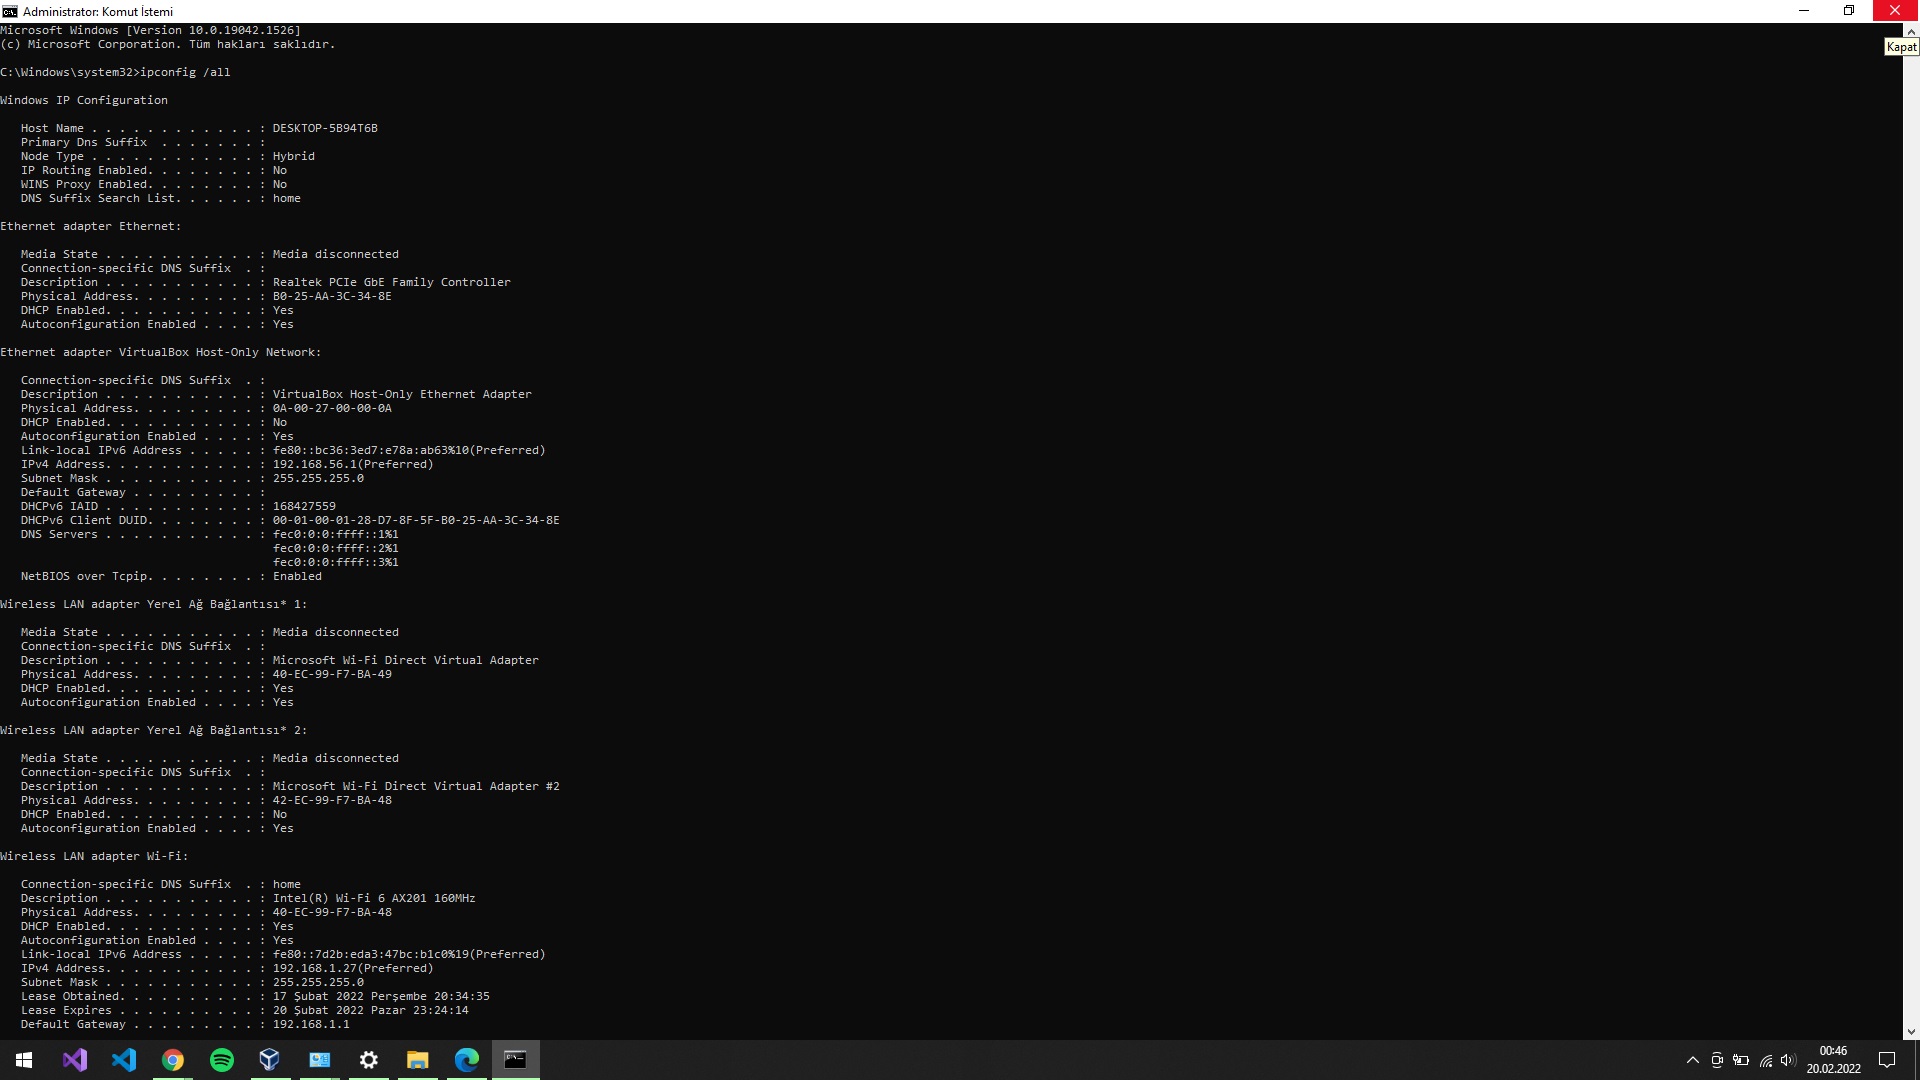 Administrator: Komut İstemi
Microsoft Windows [Version 10.0.19042.1526]
(c) Microsoft Corporation. Tüm hakları saklıdır.
Kapat
C:\Windows\system32>ipconfig /all
Windows IP Configuration
Host Name . . . . . . . . . . . . : DESKTOP-5B94T6B
Primary Dns Suffix  . . . . . . . :
Node Type . . . . . . . . . . . . : Hybrid
IP Routing Enabled. . . . . . . . : No
WINS Proxy Enabled. . . . . . . . : No
DNS Suffix Search List. . . . . . : home
Ethernet adapter Ethernet:
Media State . . . . . . . . . . . : Media disconnected
Connection-specific DNS Suffix  . :
Description . . . . . . . . . . . : Realtek PCIe GbE Family Controller
Physical Address. . . . . . . . . : B0-25-AA-3C-34-8E
DHCP Enabled. . . . . . . . . . . : Yes
Autoconfiguration Enabled . . . . : Yes
Ethernet adapter VirtualBox Host-Only Network:
Connection-specific DNS Suffix  . :
Description . . . . . . . . . . . : VirtualBox Host-Only Ethernet Adapter
Physical Address. . . . . . . . . : 0A-00-27-00-00-0A
DHCP Enabled. . . . . . . . . . . : No
Autoconfiguration Enabled . . . . : Yes
Link-local IPv6 Address . . . . . : fe80::bc36:3ed7:e78a:ab63%10(Preferred)
IPv4 Address. . . . . . . . . . . : 192.168.56.1(Preferred)
Subnet Mask . . . . . . . . . . . : 255.255.255.0
Default Gateway . . . . . . . . . :
DHCPv6 IAID . . . . . . . . . . . : 168427559
DHCPv6 Client DUID. . . . . . . . : 00-01-00-01-28-D7-8F-5F-B0-25-AA-3C-34-8E
DNS Servers . . . . . . . . . . . : fec0:0:0:ffff::1%1
fec0:0:0:ffff::2%1
fec0:0:0:ffff::3%1
NetBIOS over Tcpip. . . . . . . . : Enabled
Wireless LAN adapter Yerel Ağ Bağlantısı* 1:
Media State . . . . . . . . . . . : Media disconnected
Connection-specific DNS Suffix  . :
Description . . . . . . . . . . . : Microsoft Wi-Fi Direct Virtual Adapter
Physical Address. . . . . . . . . : 40-EC-99-F7-BA-49
DHCP Enabled. . . . . . . . . . . : Yes
Autoconfiguration Enabled . . . . : Yes
Wireless LAN adapter Yerel Ağ Bağlantısı* 2:
Media State . . . . . . . . . . . : Media disconnected
Connection-specific DNS Suffix  . :
Description . . . . . . . . . . . : Microsoft Wi-Fi Direct Virtual Adapter #2
Physical Address. . . . . . . . . : 42-EC-99-F7-BA-48
DHCP Enabled. . . . . . . . . . . : No
Autoconfiguration Enabled . . . . : Yes
Wireless LAN adapter Wi-Fi:
Connection-specific DNS Suffix  . : home
Description . . . . . . . . . . . : Intel(R) Wi-Fi 6 AX201 160MHz
Physical Address. . . . . . . . . : 40-EC-99-F7-BA-48
DHCP Enabled. . . . . . . . . . . : Yes
Autoconfiguration Enabled . . . . : Yes
Link-local IPv6 Address . . . . . : fe80::7d2b:eda3:47bc:b1c0%19(Preferred)
IPv4 Address. . . . . . . . . . . : 192.168.1.27(Preferred)
Subnet Mask . . . . . . . . . . . : 255.255.255.0
Lease Obtained. . . . . . . . . . : 17 Şubat 2022 Perşembe 20:34:35
Lease Expires . . . . . . . . . . : 20 Şubat 2022 Pazar 23:24:14
Default Gateway . . . . . . . . . : 192.168.1.1
00:46
20.02.2022